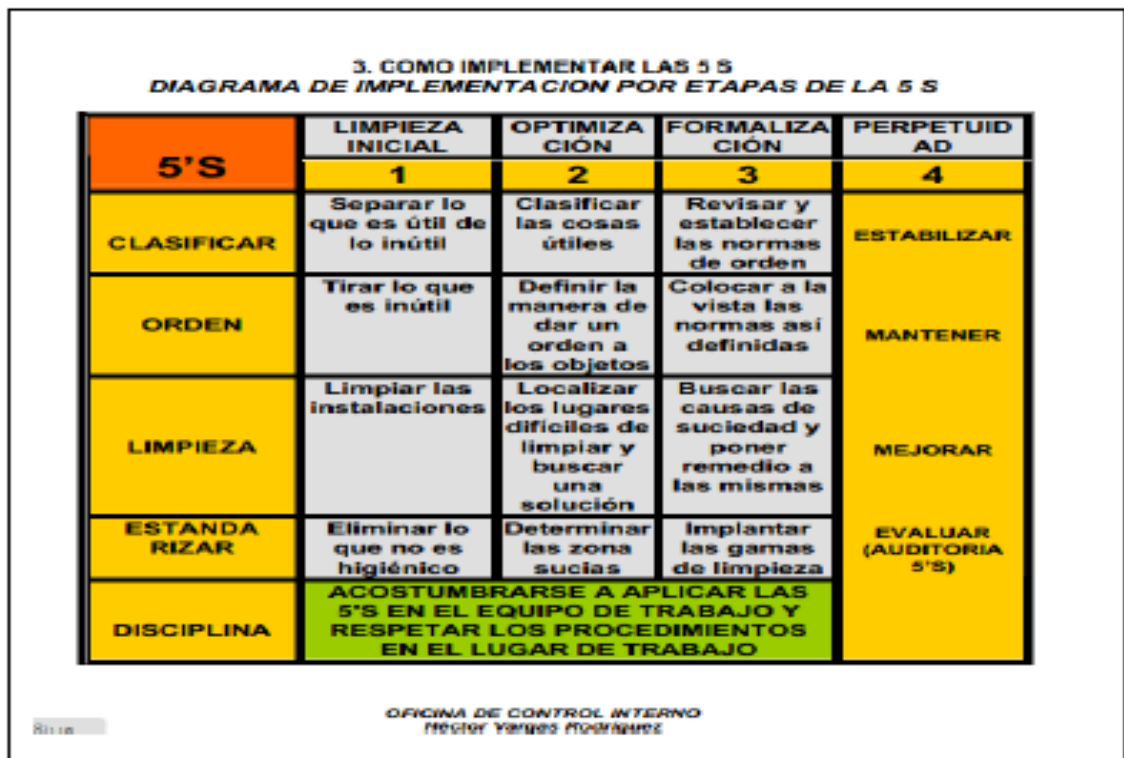 3. COMO IMPLEMENTAR LAS 5 S
DIAGRAMA DE IMPLEMENTACION POR ETAPAS DE LA 5 S
5'S
LIMPIEZA
INICIAL
OPTIMIZA
CIÓN
FORMALIZA
CIÓN
PERPETUID
AD
1
2
3
4
CLASIFICAR
Separar lo
que es útil de
lo inútil
Clasificar
las cosas
útiles
Revisar y
establecer
las normas
de orden
ESTABILIZAR
ORDEN
Tirar lo que
es inútil
Definir la
manera de
dar un
orden a
los objetos
Colocar a la
vista las
normas así
definidas
MANTENER
LIMPIEZA
Limpiar las
instalaciones
Localizar
los lugares
difíciles de
limpiar y
buscar
una
solución
Buscar las
causas de
suciedad y
poner
remedio a
las mismas
MEJORAR
ESTANDA
RIZAR
Eliminar lo
que no es
higiénico
Determinar
las zona
sucias
Implantar
las gamas
de limpieza
EVALUAR
(AUDITORIA
5'S)
DISCIPLINA
ACOSTUMBRARSE A APLICAR LAS
5'S EN EL EQUIPO DE TRABAJO Y
RESPETAR LOS PROCEDIMIENTOS
EN EL LUGAR DE TRABAJO
OFICINA DE CONTROL INTERNO
Héctor Vargas Rodríguez